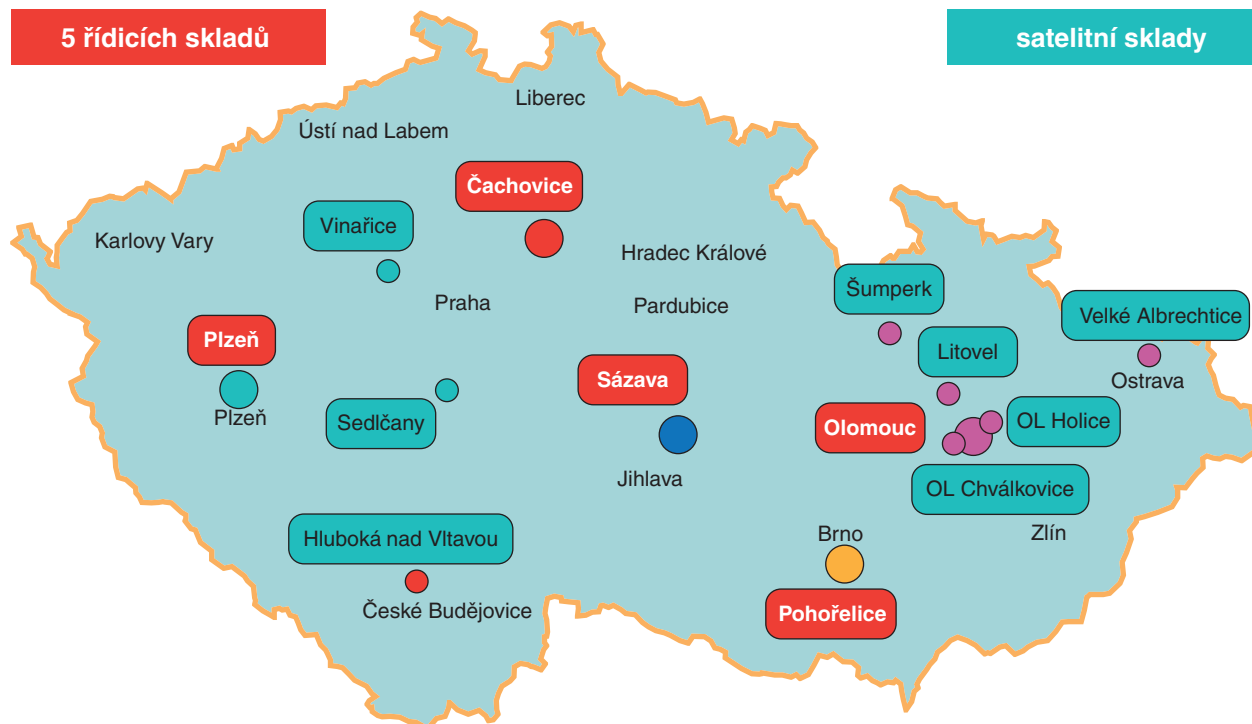 5 řídicích skladů
satelitní sklady
Liberec
Ústí nad Labem
Čachovice
Vinařice
Karlovy Vary
Hradec Králové
Šumperk
Praha
Pardubice
Velké Albrechtice
Plzeň
Litovel
Sázava
Ostrava
Plzeň
Sedlčany
Olomouc
OL Holice
Jihlava
OL Chválkovice
Hluboká nad Vltavou
Brno
Zlín
České Budějovice
Pohořelice